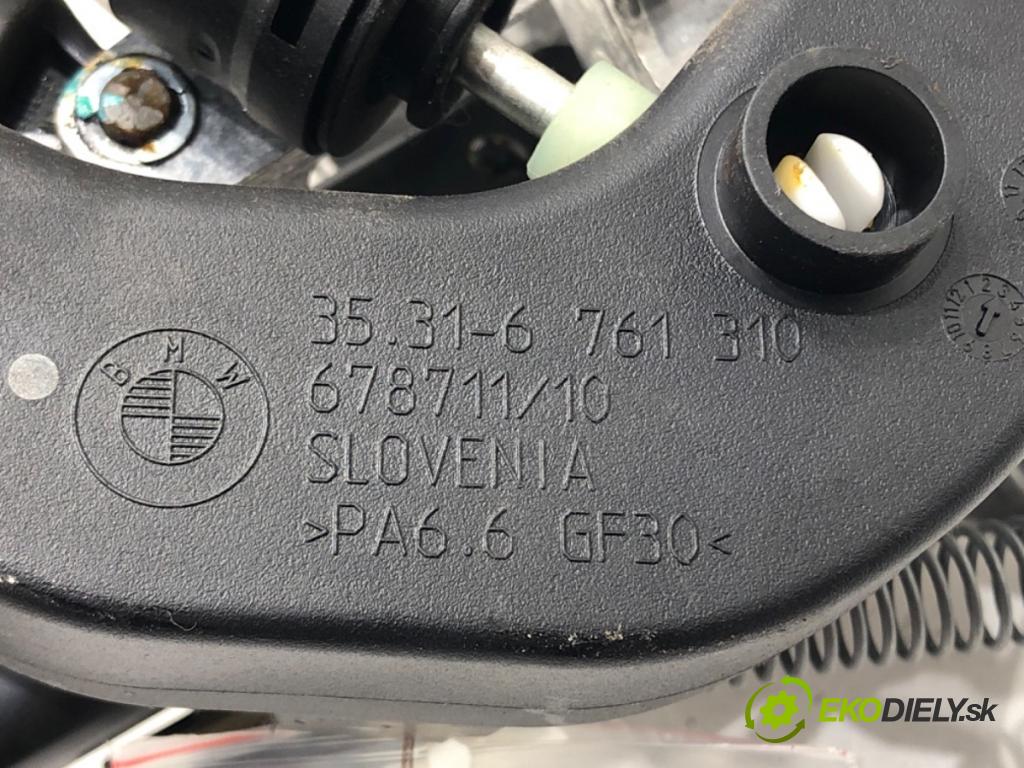 35.31-6 761 310
678711/10
SLOVENIA
>PA6.6 GF30<
BMW
EKODIELY.sk